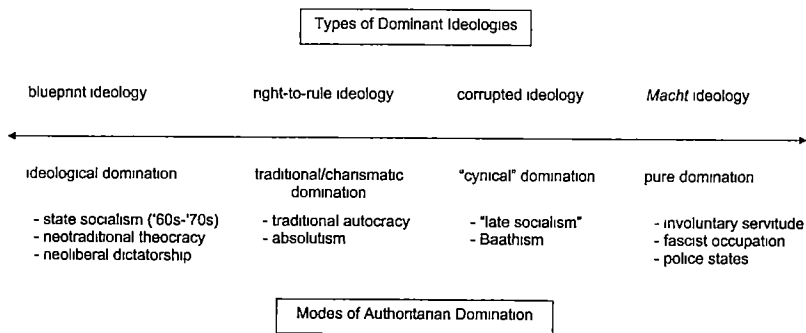 Types of Dominant Ideologies
blueprint ideology right-to-rule ideology corrupted ideology Macht ideology
ideological domination traditional/charismatic "cynical" domination pure domination
domination
- state socialism ('60s-'70s) - traditional autocracy - "late socialism" - involuntary servitude
- neotraditional theocracy - absolutism - Baathism - fascist occupation
- neoliberal dictatorship - police states
Modes of Authoritarian Domination